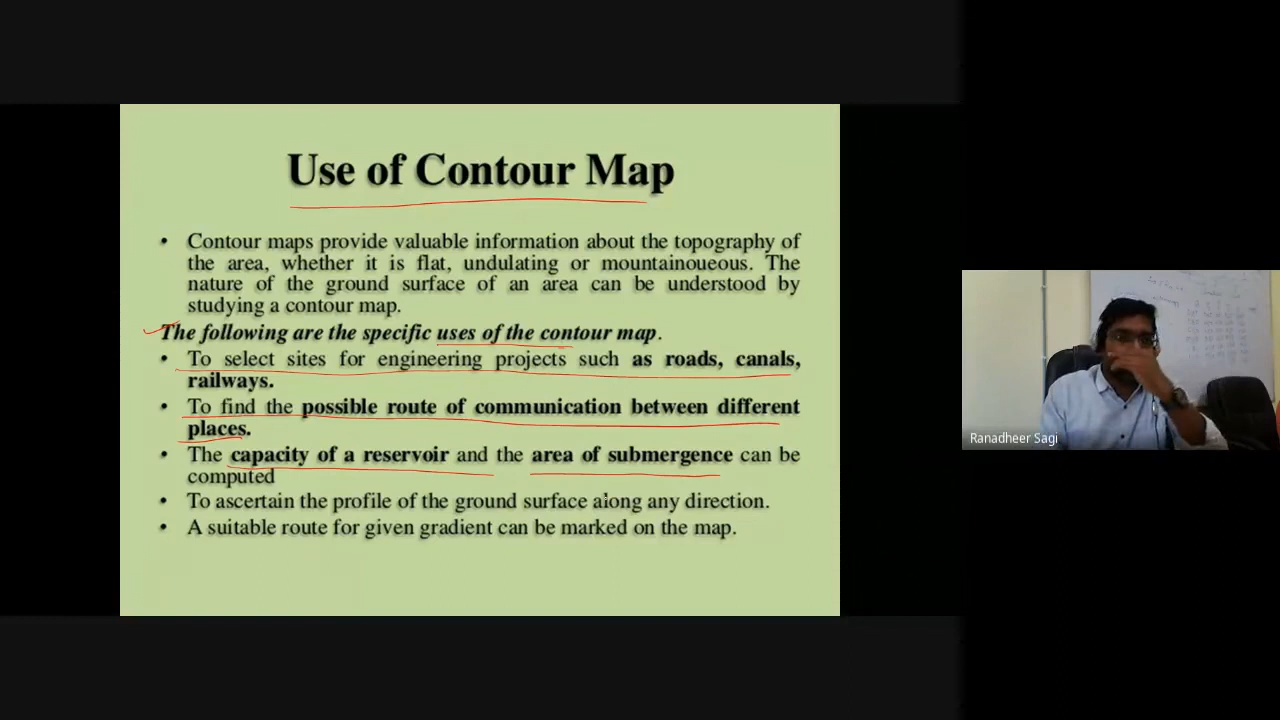 Use of Contour Map
• Contour maps provide valuable information about the topography of
the area, whether it is flat, undulating or mountainoueous. The
nature of the ground surface of an area can be understood by
studying a contour map.
The following are the specific uses of the contour map.
• To select sites for engineering projects such as roads, canals,
railways.
• To find the possible route of communication between different
places.
• The capacity of a reservoir and the area of submergence can be
computed
• To ascertain the profile of the ground surface along any direction.
• A suitable route for given gradient can be marked on the map.
Ranadheer Sagi